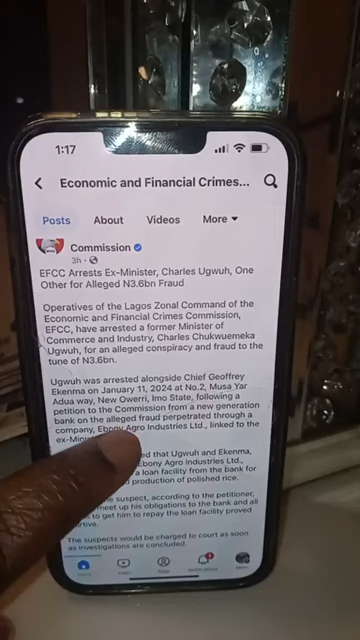 1:17
Economic and Financial Crimes...
Posts About Videos More
Commission
3h
EFCC Arrests Ex-Minister, Charles Ugwuh, One
Other for Alleged N3.6bn Fraud
Operatives of the Lagos Zonal Command of the
Economic and Financial Crimes Commission,
EFCC, have arrested a former Minister of
Commerce and Industry, Charles Chukwuemeka
Ugwuh, for an alleged conspiracy and fraud to the
tune of N3.6bn.
Ugwuh was arrested alongside Chief Geoffrey
Ekenma on January 11, 2024 at No.2, Musa Yar
Adua way, New Owerri, Imo State, following a
petition to the Commission from a new generation
bank on the alleged fraud perpetrated through a
company, Ebony Agro Industries Ltd., linked to the
that Ugwuh and Ekenma,
Ebony Agro Industries Ltd.,
a loan facility from the bank for
production of polished rice.
suspect, according to the petitioner,
meet up his obligations to the bank and all
to get him to repay the loan facility proved
The suspects would be charged to court as soon
as investigations are concluded.